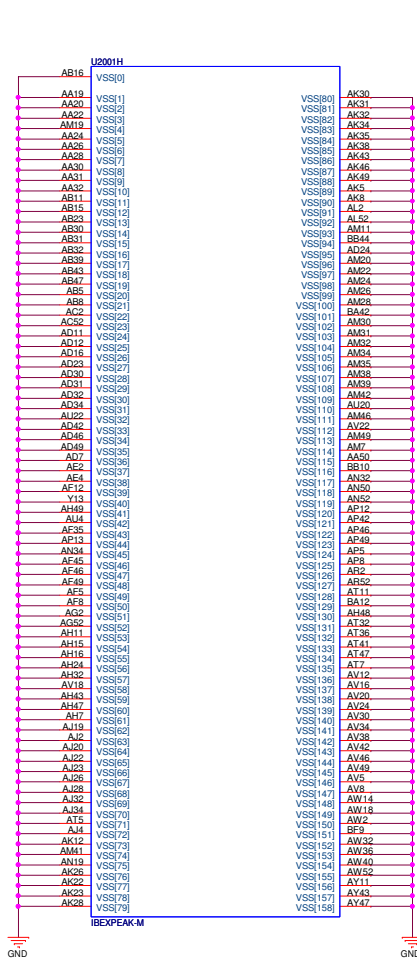 U2001H
AB16 VSS[0]
AA19 VSS[1]
AA20 VSS[2]
AA22 VSS[3]
AM19 VSS[4]
AA24 VSS[5]
AA26 VSS[6]
AA28 VSS[7]
AA30 VSS[8]
AA31 VSS[9]
AA32 VSS[10]
AB11 VSS[11]
AB15 VSS[12]
AB23 VSS[13]
AB30 VSS[14]
AB31 VSS[15]
AB32 VSS[16]
AB39 VSS[17]
AB43 VSS[18]
AB47 VSS[19]
AB5 VSS[20]
AB8 VSS[21]
AC2 VSS[22]
AC52 VSS[23]
AD11 VSS[24]
AD12 VSS[25]
AD16 VSS[26]
AD23 VSS[27]
AD30 VSS[28]
AD31 VSS[29]
AD32 VSS[30]
AD34 VSS[31]
AU22 VSS[32]
AD42 VSS[33]
AD46 VSS[34]
AD49 VSS[35]
AD7 VSS[36]
AE2 VSS[37]
AE4 VSS[38]
AF12 VSS[39]
Y13 VSS[40]
AH49 VSS[41]
AU4 VSS[42]
AF35 VSS[43]
AP13 VSS[44]
AN34 VSS[45]
AF45 VSS[46]
AF46 VSS[47]
AF49 VSS[48]
AF5 VSS[49]
AF8 VSS[50]
AG2 VSS[51]
AG52 VSS[52]
AH11 VSS[53]
AH15 VSS[54]
AH16 VSS[55]
AH24 VSS[56]
AH32 VSS[57]
AV18 VSS[58]
AH43 VSS[59]
AH47 VSS[60]
AH7 VSS[61]
AJ19 VSS[62]
AJ2 VSS[63]
AJ20 VSS[64]
AJ22 VSS[65]
AJ23 VSS[66]
AJ26 VSS[67]
AJ28 VSS[68]
AJ32 VSS[69]
AJ34 VSS[70]
AT5 VSS[71]
AJ4 VSS[72]
AK12 VSS[73]
AM41 VSS[74]
AN19 VSS[75]
AK26 VSS[76]
AK22 VSS[77]
AK23 VSS[78]
AK28 VSS[79]
VSS[80] AK30
VSS[81] AK31
VSS[82] AK32
VSS[83] AK34
VSS[84] AK35
VSS[85] AK38
VSS[86] AK43
VSS[87] AK46
VSS[88] AK49
VSS[89] AK5
VSS[90] AK8
VSS[91] AL2
VSS[92] AL52
VSS[93] AM11
VSS[94] BB44
VSS[95] AD24
VSS[96] AM20
VSS[97] AM22
VSS[98] AM24
VSS[99] AM26
VSS[100] AM28
VSS[101] BA42
VSS[102] AM30
VSS[103] AM31
VSS[104] AM32
VSS[105] AM34
VSS[106] AM35
VSS[107] AM38
VSS[108] AM39
VSS[109] AM42
VSS[110] AU20
VSS[111] AM46
VSS[112] AV22
VSS[113] AM49
VSS[114] AM7
VSS[115] AA50
VSS[116] BB10
VSS[117] AN32
VSS[118] AN50
VSS[119] AN52
VSS[120] AP12
VSS[121] AP42
VSS[122] AP46
VSS[123] AP49
VSS[124] AP5
VSS[125] AP8
VSS[126] AR2
VSS[127] AR52
VSS[128] AT11
VSS[129] BA12
VSS[130] AH48
VSS[131] AT32
VSS[132] AT36
VSS[133] AT41
VSS[134] AT47
VSS[135] AT7
VSS[136] AV12
VSS[137] AV16
VSS[138] AV20
VSS[139] AV24
VSS[140] AV30
VSS[141] AV34
VSS[142] AV38
VSS[143] AV42
VSS[144] AV46
VSS[145] AV49
VSS[146] AV5
VSS[147] AV8
VSS[148] AW14
VSS[149] AW18
VSS[150] AW2
VSS[151] BF9
VSS[152] AW32
VSS[153] AW36
VSS[154] AW40
VSS[155] AW52
VSS[156] AY11
VSS[157] AY43
VSS[158] AY47
IBEXPEAK-M
GND
GND